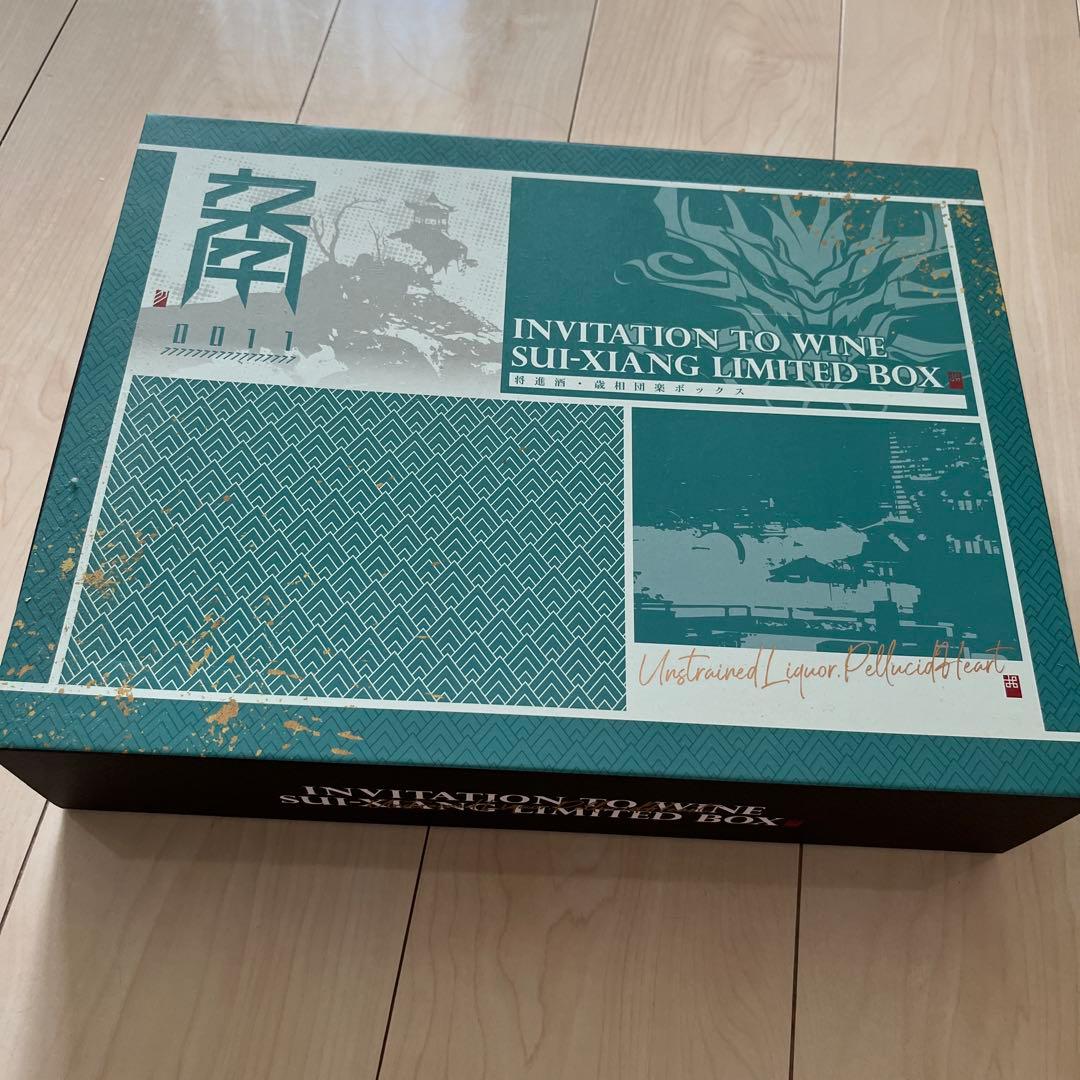 0011
INVITATION TO WINE
SUI-XIANG LIMITED BOX
将進酒・歳相団楽ボックス
Unstrained Liquor. Pellucid Heart
INVITATION TO WINE
SUI-XIANG LIMITED BOX